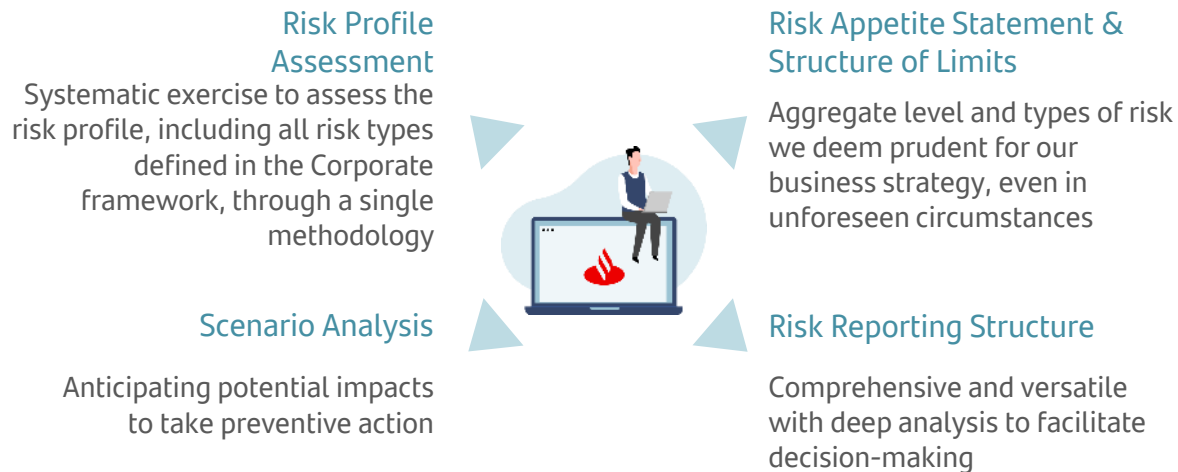 Risk Profile
Assessment
Systematic exercise to assess the
risk profile, including all risk types
defined in the Corporate
framework, through a single
methodology
Risk Appetite Statement &
Structure of Limits
Aggregate level and types of risk
we deem prudent for our
business strategy, even in
unforeseen circumstances
Scenario Analysis
Anticipating potential impacts
to take preventive action
Risk Reporting Structure
Comprehensive and versatile
with deep analysis to facilitate
decision-making